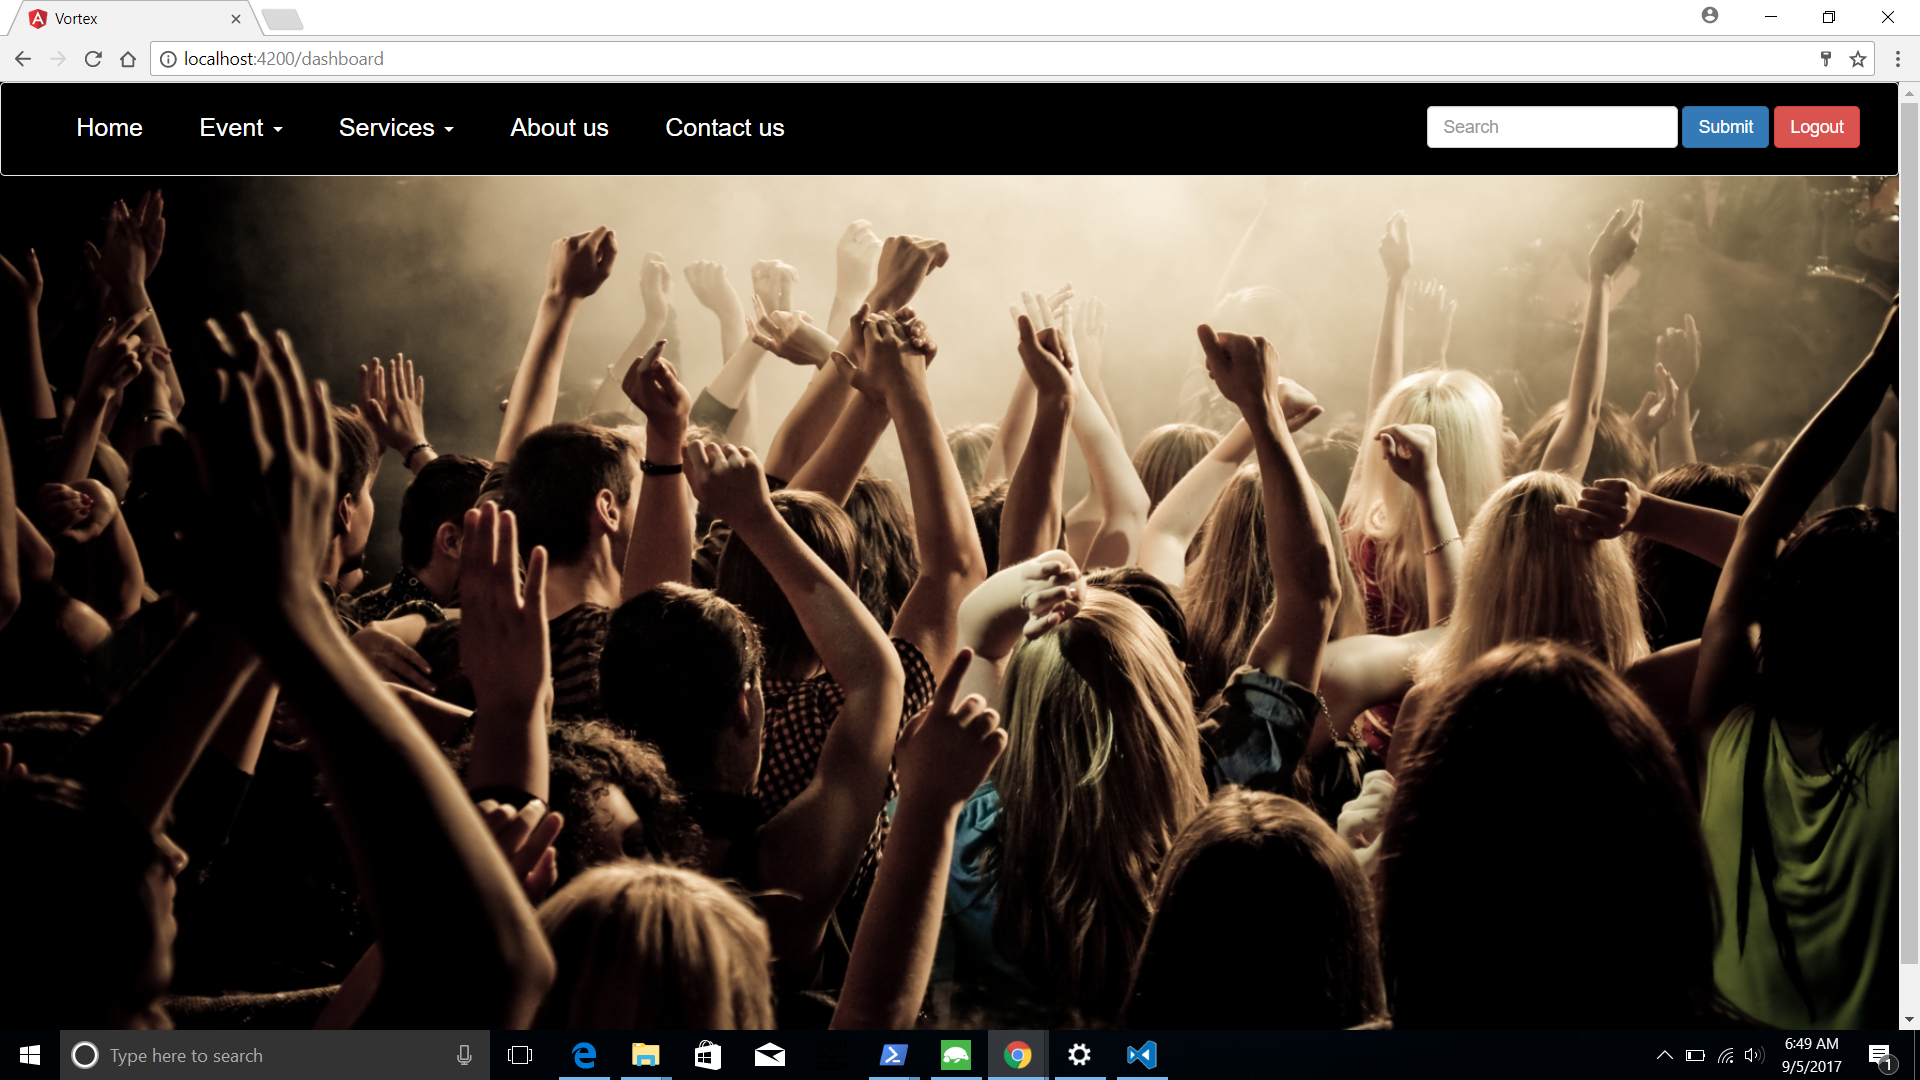 Vortex
localhost:4200/dashboard
Home Event Services About us Contact us Search Submit Logout
Type here to search
6:49 AM
9/5/2017
1